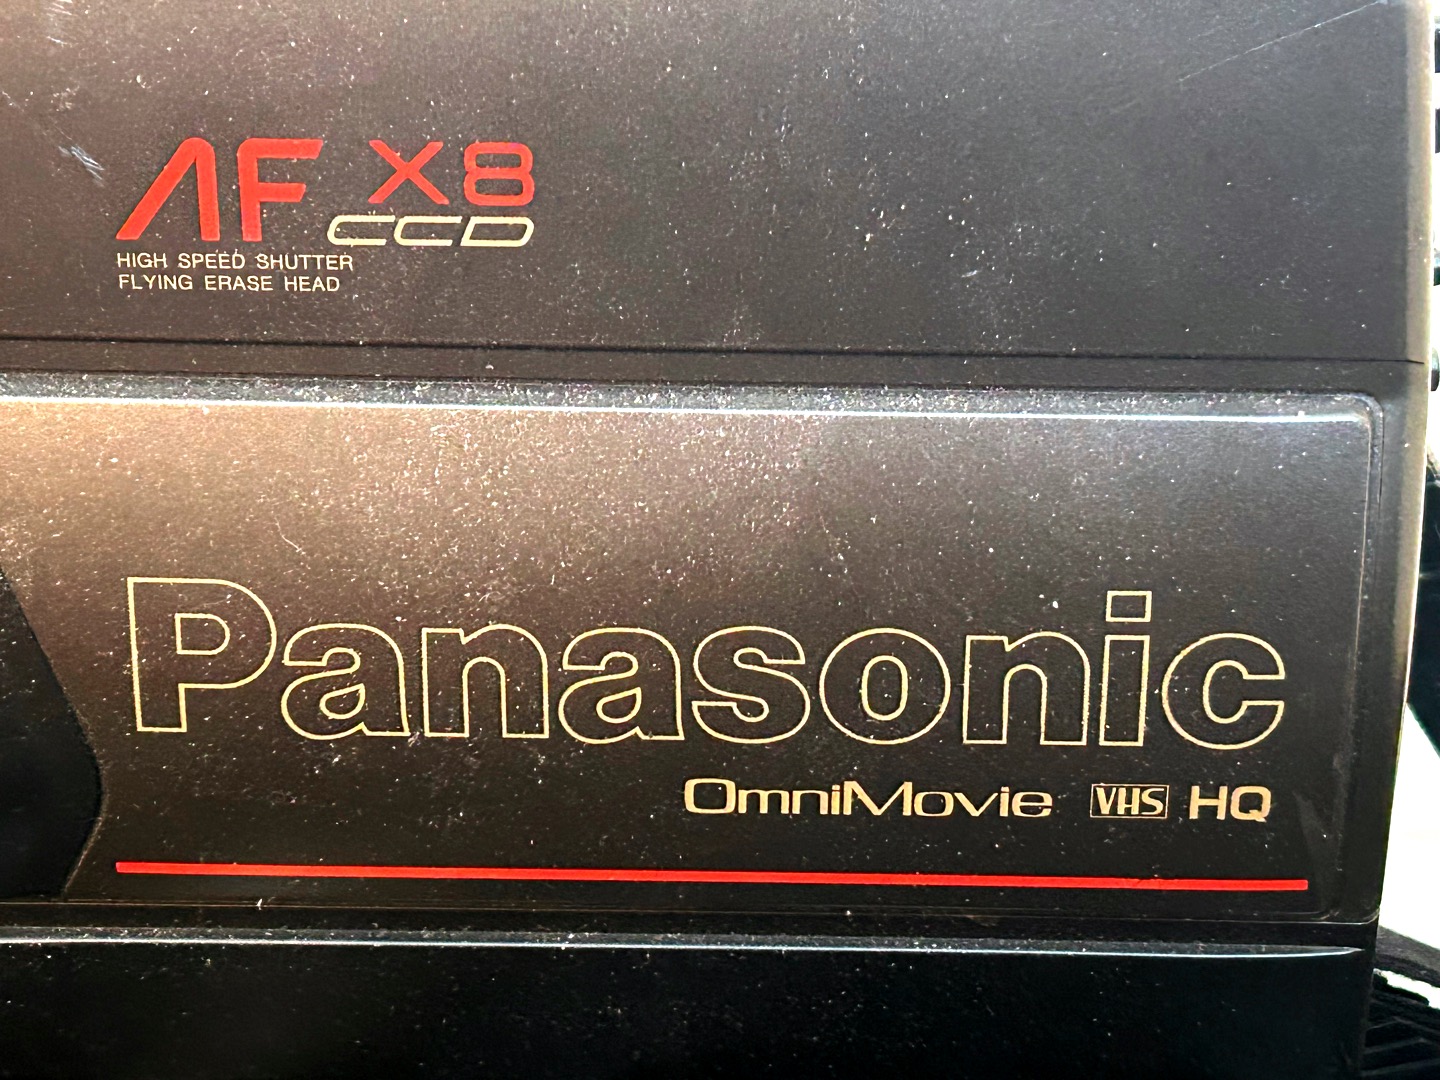 AF X8
CCD
HIGH SPEED SHUTTER
FLYING ERASE HEAD
Panasonic
OmniMovie VHS HQ